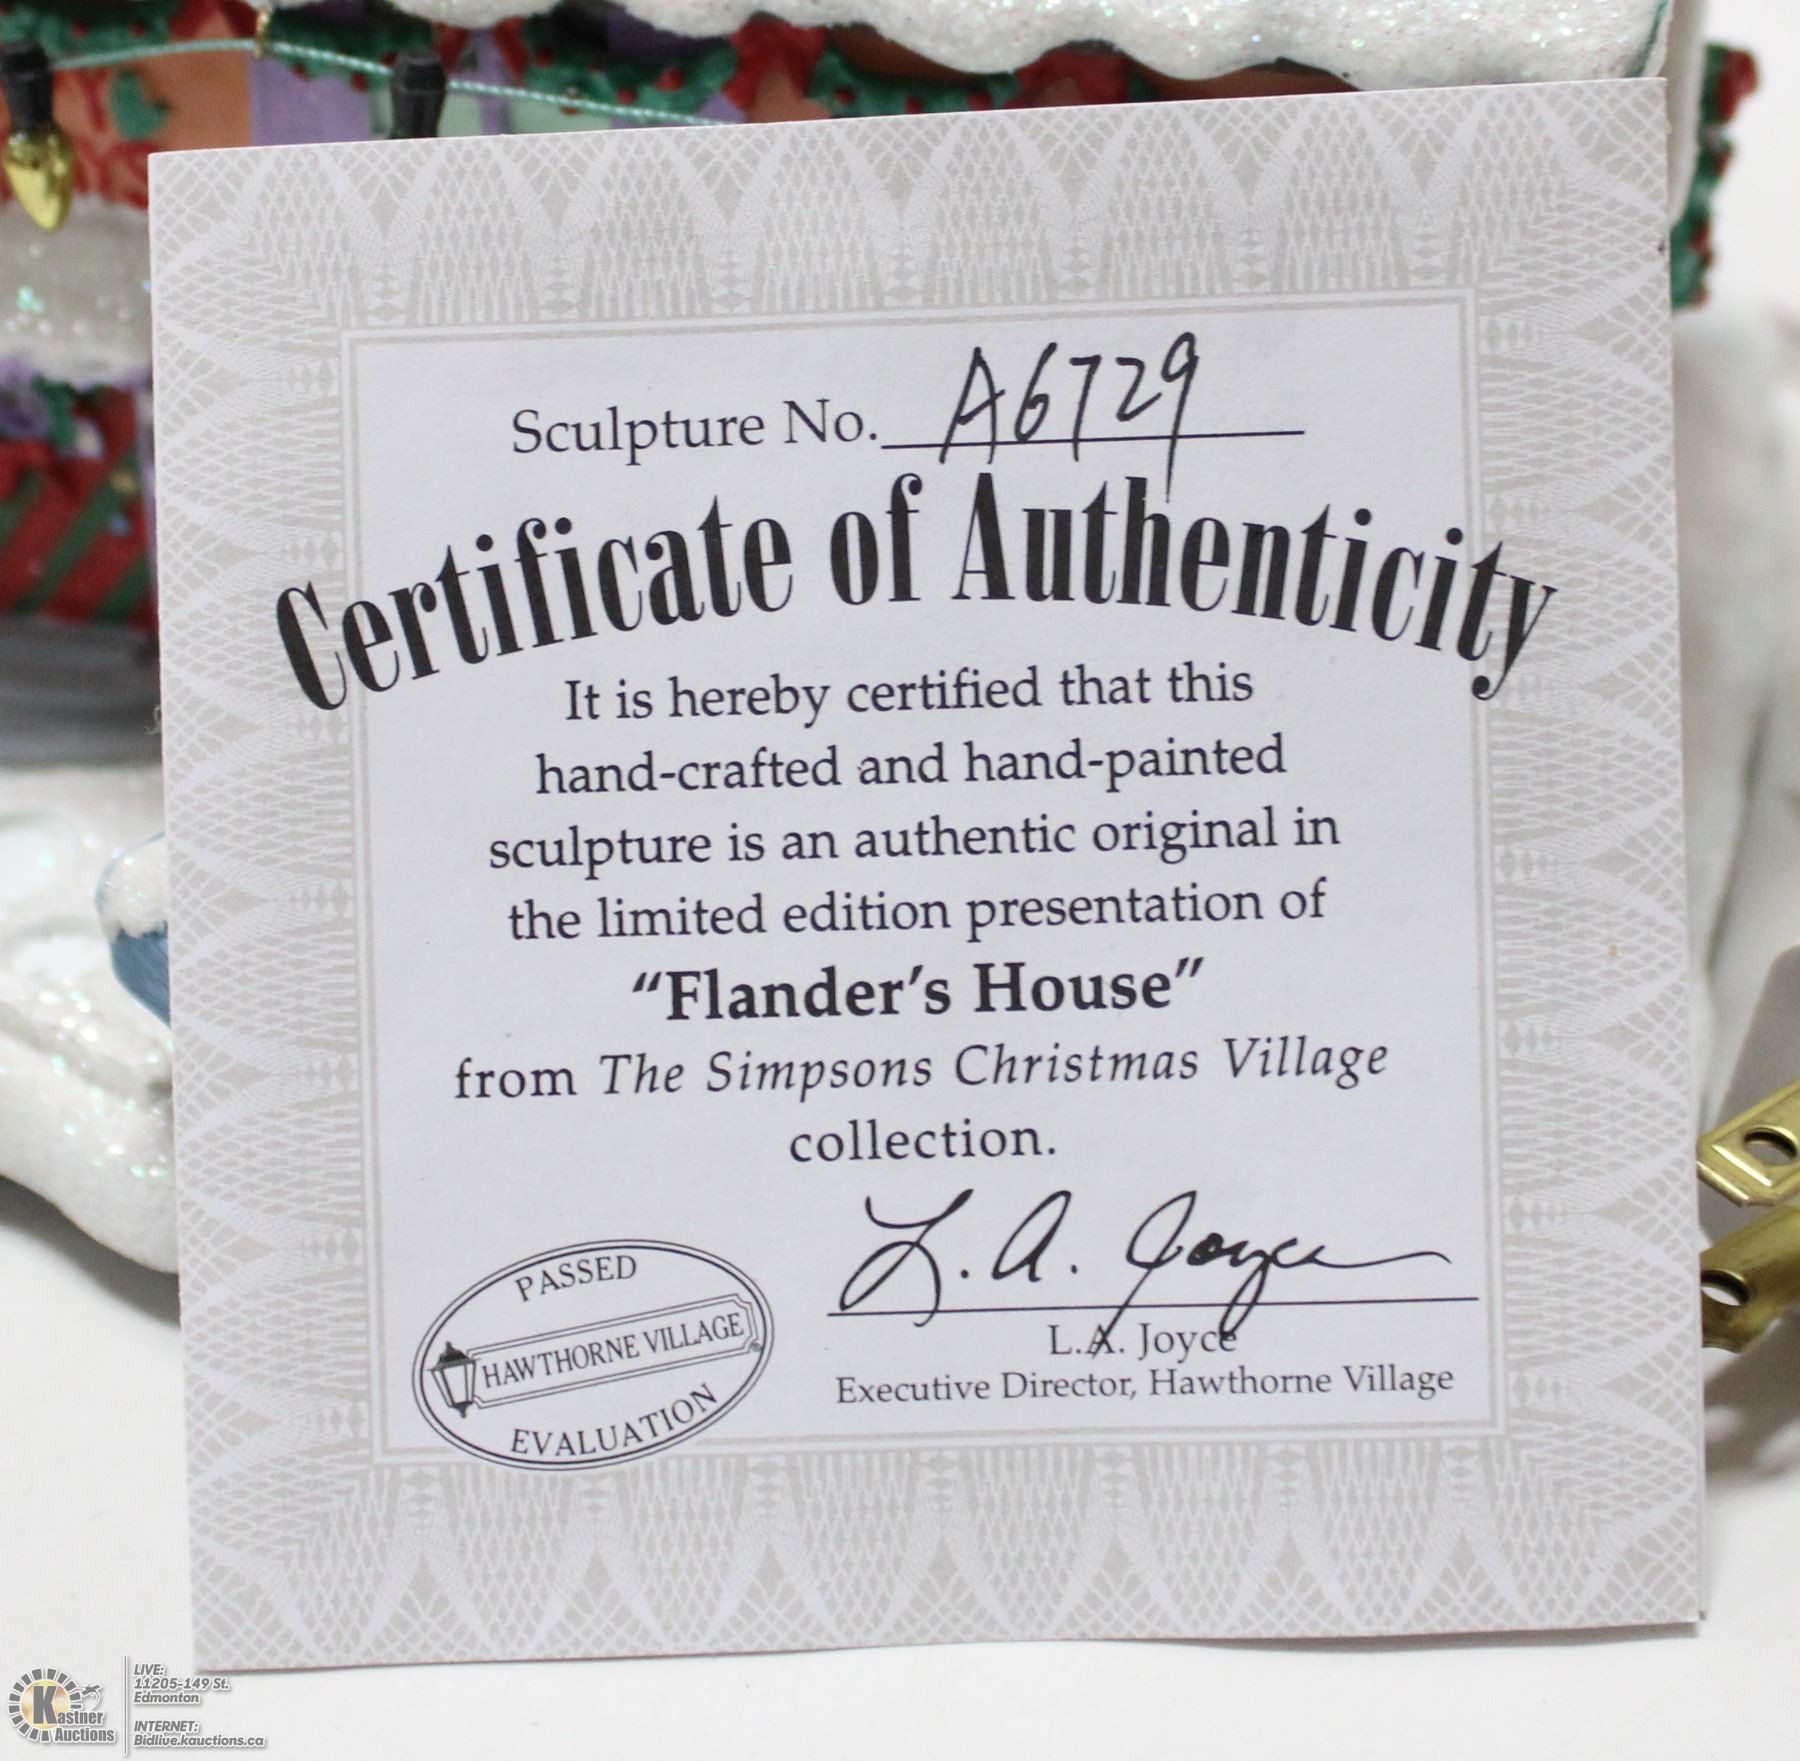 Sculpture No. A6729
Certificate of Authenticity
It is hereby certified that this
hand-crafted and hand-painted
sculpture is an authentic original in
the limited edition presentation of
“Flander’s House”
from The Simpsons Christmas Village
collection.
L. A. Joyce
L.A. Joyce
Executive Director, Hawthorne Village
PASSED
HAWTHORNE VILLAGE®
EVALUATION
Kastner
Auctions
LIVE:
11205-149 St.
Edmonton
INTERNET:
Bidlive.kauctions.ca